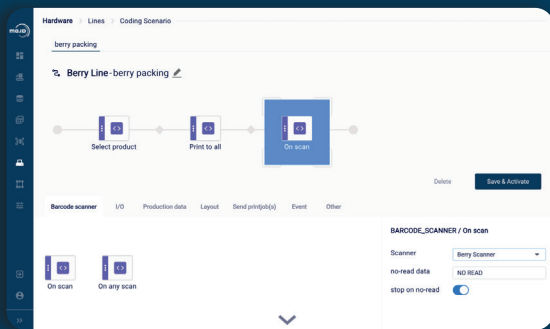 mo.io
Hardware > Lines > Coding Scenario
berry packing
Berry Line - berry packing
Select product
Print to all
On scan
Delete
Save & Activate
Barcode scanner I/O Production data Layout Send printjob(s) Event Other
BARCODE_SCANNER / On scan
Scanner Berry Scanner
no-read data NO READ
stop on no-read
On scan
On any scan
>>